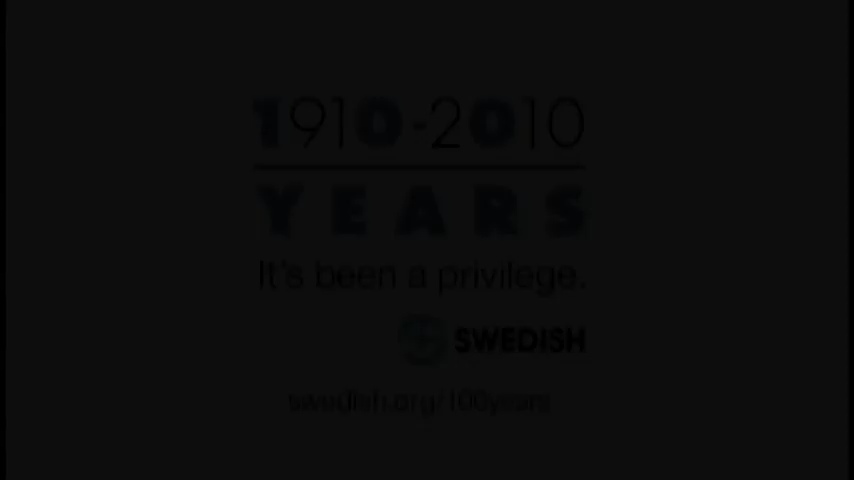 1910-2010
YEARS
It's been a privilege.
SWEDISH
swedish.org/100years